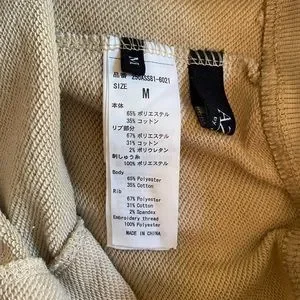 M
品番 250XSS81-6021
SIZE M
本体
65% ポリエステル
35% コットン
リブ部分
67% ポリエステル
31% コットン
2% ポリウレタン
刺しゅう糸
100% ポリエステル
Body
65% Polyester
35% Cotton
Rib
67% Polyester
31% Cotton
2% Spandex
Embroidery thread
100% Polyester
MADE IN CHINA